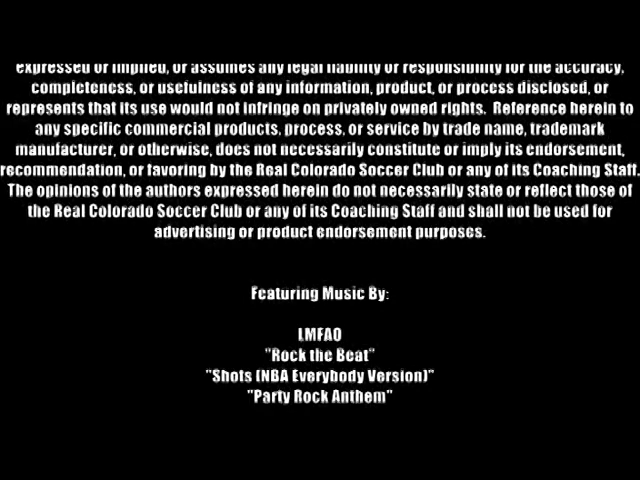 expressed or implied, or assumes any legal liability or responsibility for the accuracy,
completeness, or usefulness of any information, product, or process disclosed, or
represents that its use would not infringe on privately owned rights. Reference herein to
any specific commercial products, process, or service by trade name, trademark
manufacturer, or otherwise, does not necessarily constitute or imply its endorsement,
recommendation, or favoring by the Real Colorado Soccer Club or any of its Coaching Staff.
The opinions of the authors expressed herein do not necessarily state or reflect those of
the Real Colorado Soccer Club or any of its Coaching Staff and shall not be used for
advertising or product endorsement purposes.
Featuring Music By:
LMFAO
"Rock the Beat"
"Shots (NBA Everybody Version)"
"Party Rock Anthem"